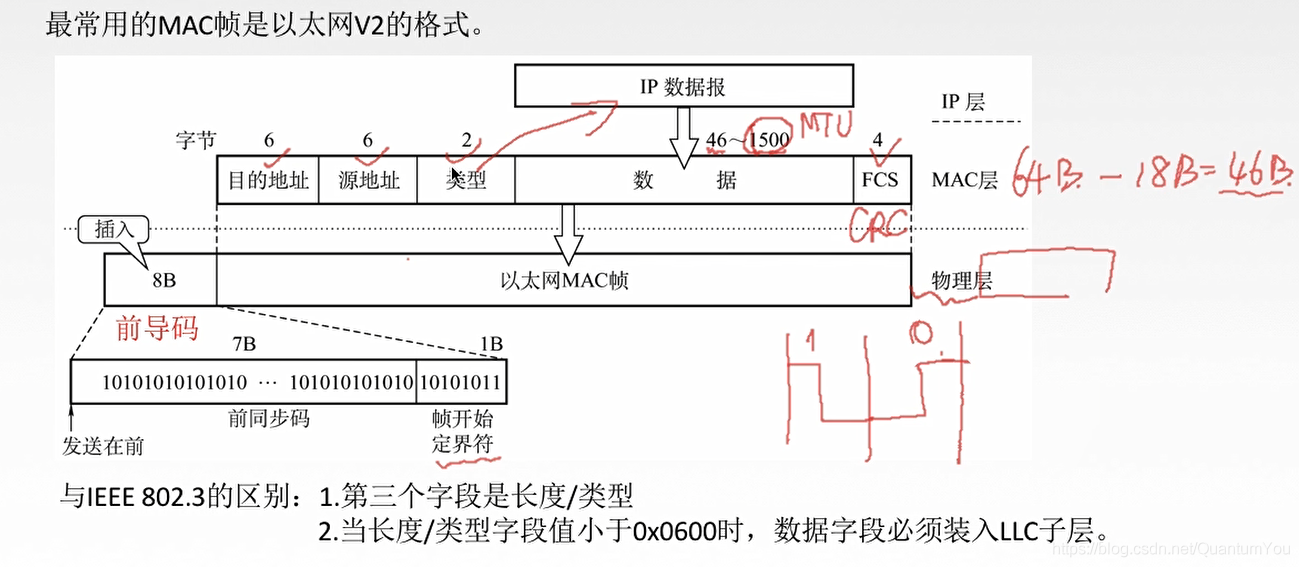 最常用的MAC帧是以太网V2的格式。
IP 数据报
IP 层
字节 6 6 2 46～1500 MTU 4
目的地址 源地址 类型 数 据 FCS MAC层 64B - 18B = 46B
CRC
插入
8B 以太网MAC帧 物理层
前导码
7B 1B
1 0
10101010101010 … 101010101010 10101011
前同步码 帧开始
定界符
发送在前
与IEEE 802.3的区别：1.第三个字段是长度/类型
2.当长度/类型字段值小于0x0600时，数据字段必须装入LLC子层。
https://blog.csdn.net/QuantumYou